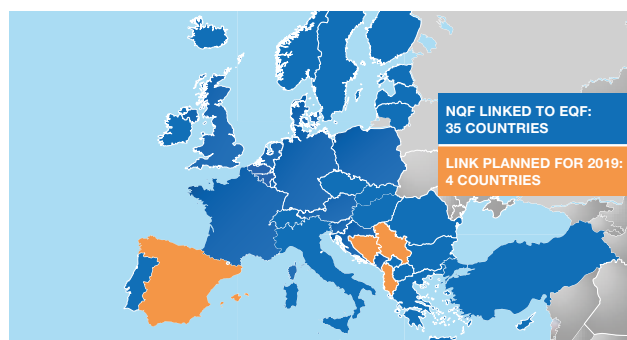 NQF LINKED TO EQF:
35 COUNTRIES
LINK PLANNED FOR 2019:
4 COUNTRIES